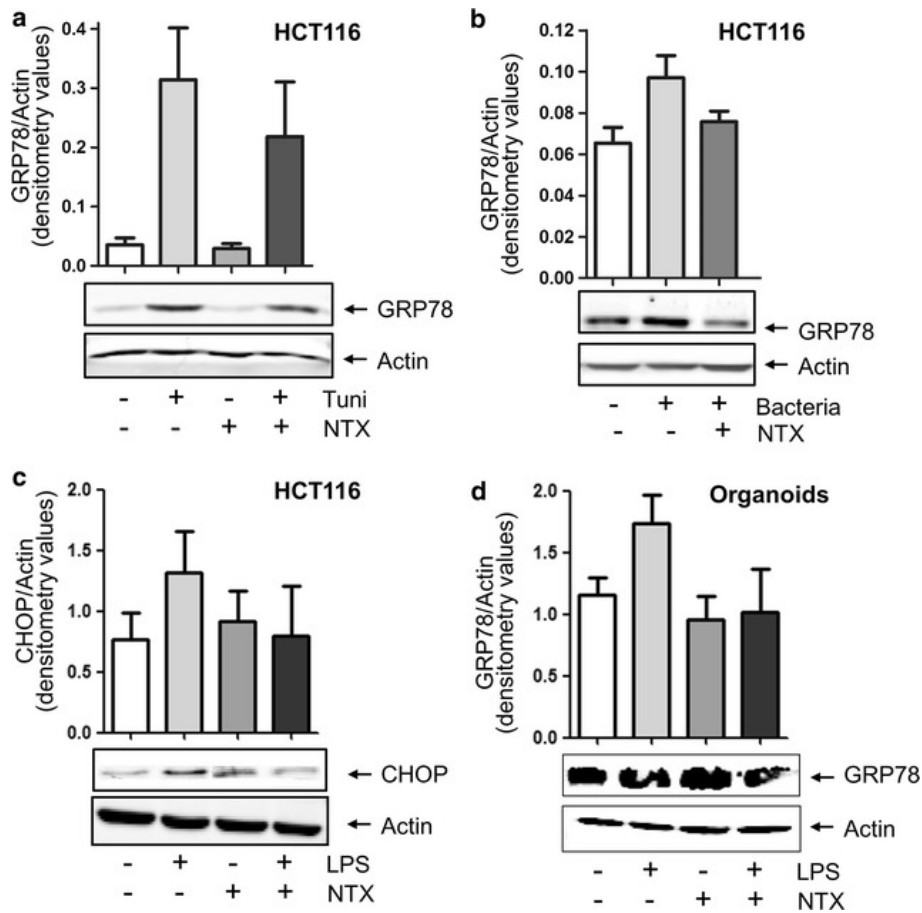 a
HCT116
GRP78/Actin
(densitometry values)
0.4
0.3
0.2
0.1
0.0
GRP78
Actin
- + - + Tuni
- - + + NTX
b
HCT116
GRP78/Actin
(densitometry values)
0.12
0.10
0.08
0.06
0.04
0.02
0.00
GRP78
Actin
- + + Bacteria
- - + NTX
c
HCT116
CHOP/Actin
(densitometry values)
2.0
1.5
1.0
0.5
0.0
CHOP
Actin
- + - + LPS
- - + + NTX
d
Organoids
GRP78/Actin
(densitometry values)
2.0
1.5
1.0
0.5
0.0
GRP78
Actin
- + - + LPS
- - + + NTX